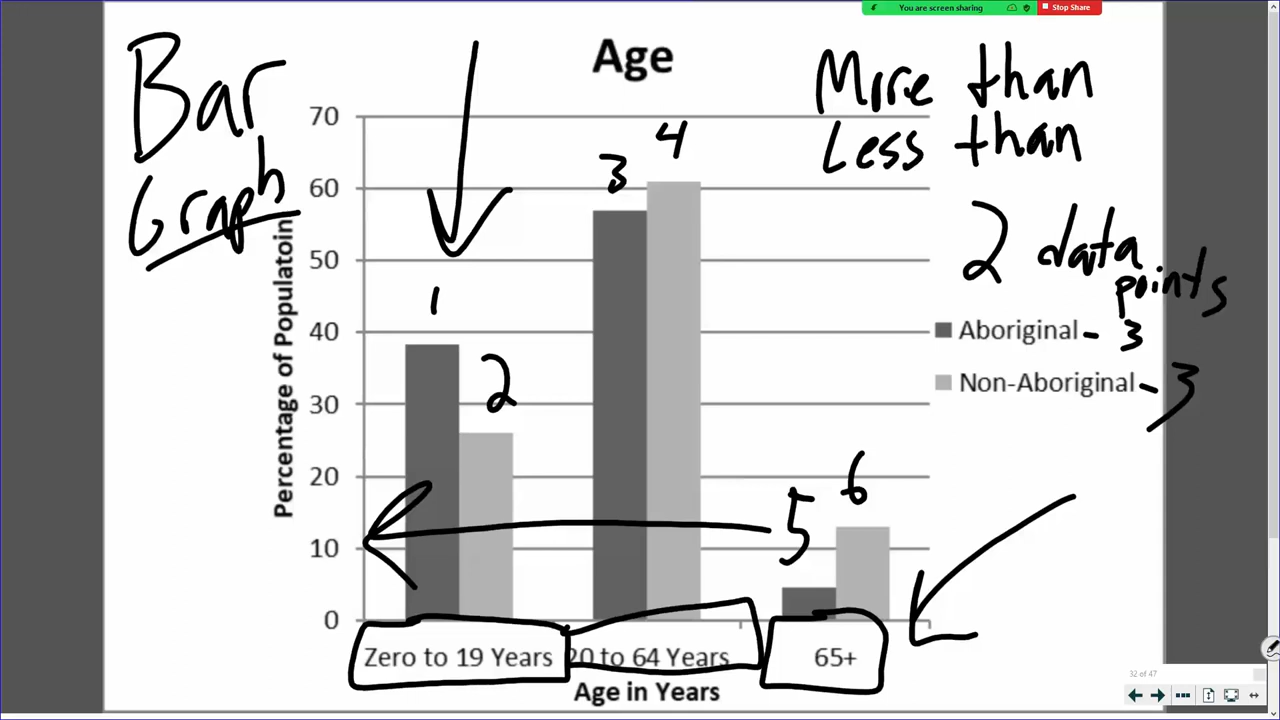 You are screen sharing
Stop Share
Bar
Graph
Age
More than
Less than
2 data
points
70
60
50
40
30
20
10
0
Percentage of Populatoin
1
2
3
4
5
6
Aboriginal - 3
Non-Aboriginal - 3
Zero to 19 Years
20 to 64 Years
65+
Age in Years
32 of 47